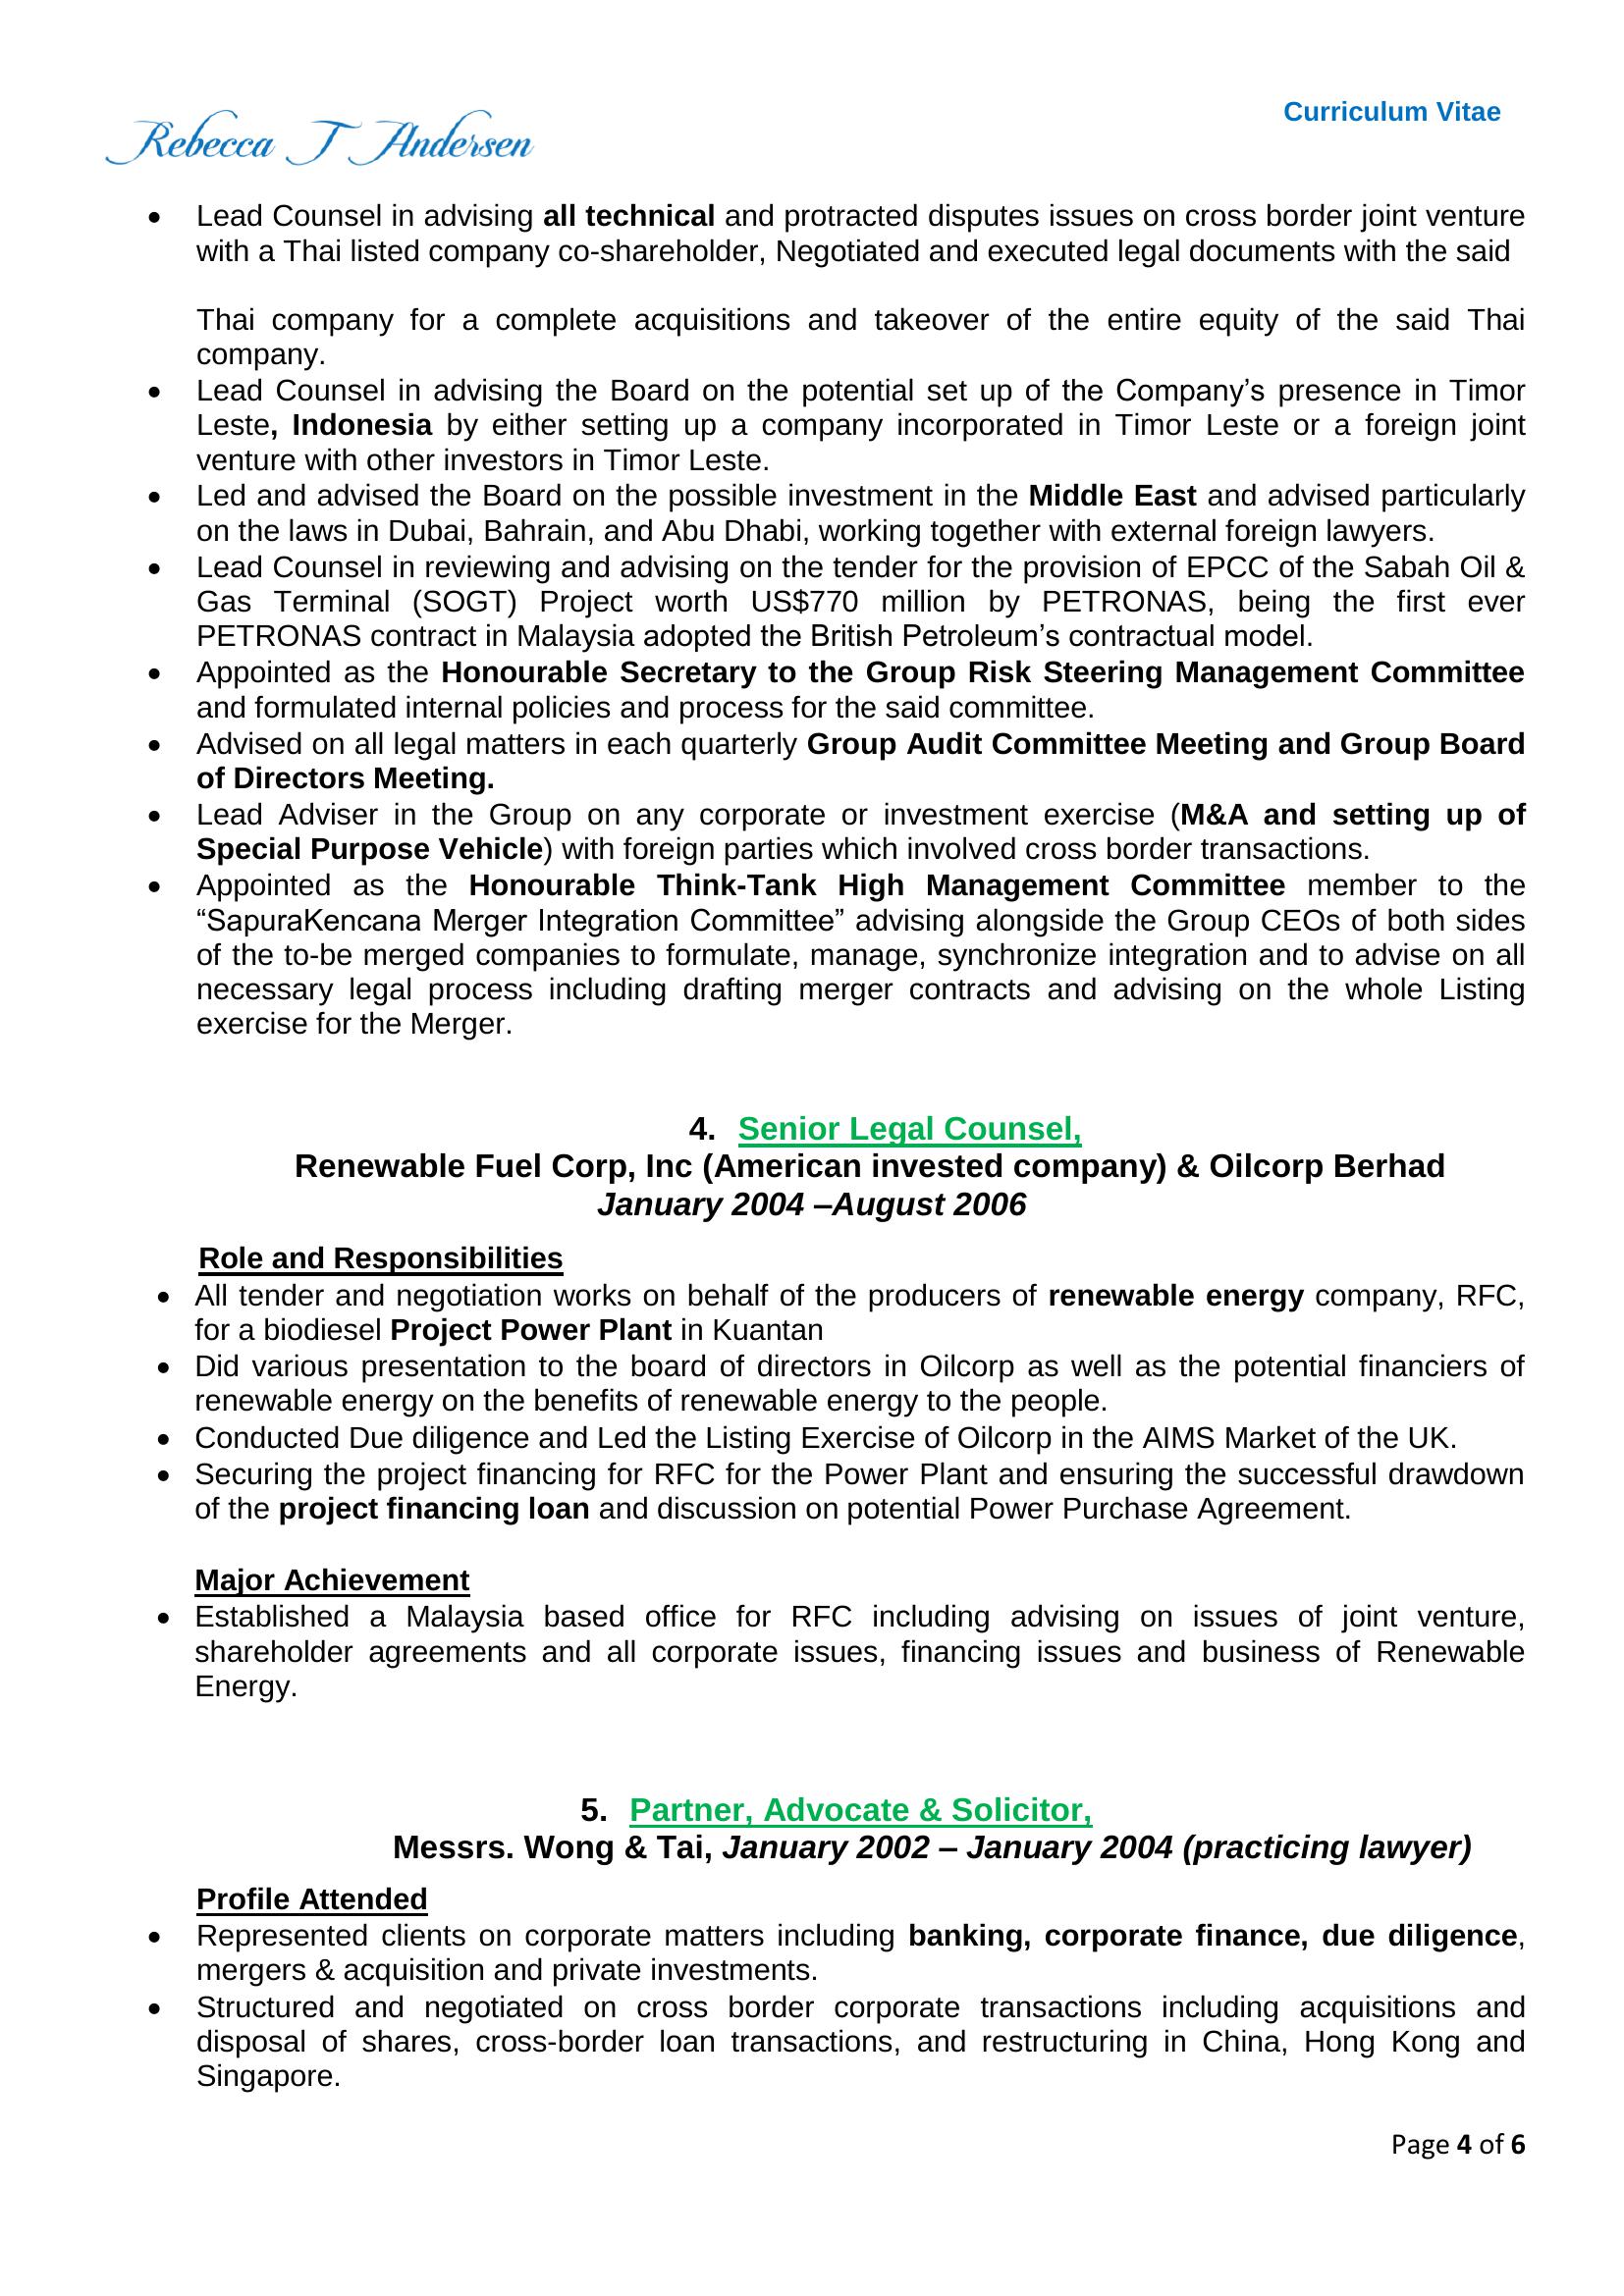 Rebecca T Andersen
Curriculum Vitae
• Lead Counsel in advising all technical and protracted disputes issues on cross border joint venture
with a Thai listed company co-shareholder, Negotiated and executed legal documents with the said
Thai company for a complete acquisitions and takeover of the entire equity of the said Thai
company.
• Lead Counsel in advising the Board on the potential set up of the Company’s presence in Timor
Leste, Indonesia by either setting up a company incorporated in Timor Leste or a foreign joint
venture with other investors in Timor Leste.
• Led and advised the Board on the possible investment in the Middle East and advised particularly
on the laws in Dubai, Bahrain, and Abu Dhabi, working together with external foreign lawyers.
• Lead Counsel in reviewing and advising on the tender for the provision of EPCC of the Sabah Oil &
Gas Terminal (SOGT) Project worth US$770 million by PETRONAS, being the first ever
PETRONAS contract in Malaysia adopted the British Petroleum’s contractual model.
• Appointed as the Honourable Secretary to the Group Risk Steering Management Committee
and formulated internal policies and process for the said committee.
• Advised on all legal matters in each quarterly Group Audit Committee Meeting and Group Board
of Directors Meeting.
• Lead Adviser in the Group on any corporate or investment exercise (M&A and setting up of
Special Purpose Vehicle) with foreign parties which involved cross border transactions.
• Appointed as the Honourable Think-Tank High Management Committee member to the
“SapuraKencana Merger Integration Committee” advising alongside the Group CEOs of both sides
of the to-be merged companies to formulate, manage, synchronize integration and to advise on all
necessary legal process including drafting merger contracts and advising on the whole Listing
exercise for the Merger.
4. Senior Legal Counsel,
Renewable Fuel Corp, Inc (American invested company) & Oilcorp Berhad
January 2004 –August 2006
Role and Responsibilities
• All tender and negotiation works on behalf of the producers of renewable energy company, RFC,
for a biodiesel Project Power Plant in Kuantan
• Did various presentation to the board of directors in Oilcorp as well as the potential financiers of
renewable energy on the benefits of renewable energy to the people.
• Conducted Due diligence and Led the Listing Exercise of Oilcorp in the AIMS Market of the UK.
• Securing the project financing for RFC for the Power Plant and ensuring the successful drawdown
of the project financing loan and discussion on potential Power Purchase Agreement.
Major Achievement
• Established a Malaysia based office for RFC including advising on issues of joint venture,
shareholder agreements and all corporate issues, financing issues and business of Renewable
Energy.
5. Partner, Advocate & Solicitor,
Messrs. Wong & Tai, January 2002 – January 2004 (practicing lawyer)
Profile Attended
• Represented clients on corporate matters including banking, corporate finance, due diligence,
mergers & acquisition and private investments.
• Structured and negotiated on cross border corporate transactions including acquisitions and
disposal of shares, cross-border loan transactions, and restructuring in China, Hong Kong and
Singapore.
Page 4 of 6